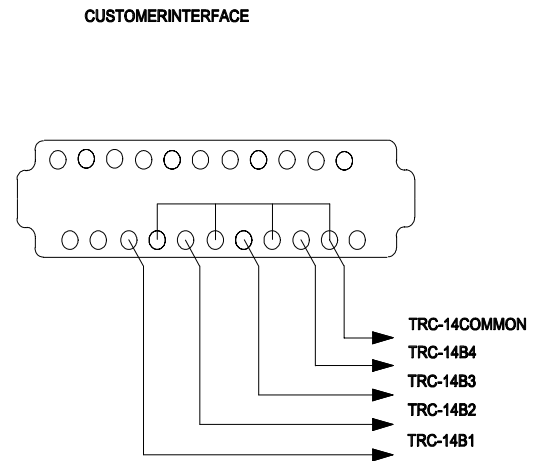 CUSTOMERINTERFACE
TRC-14COMMON
TRC-14B4
TRC-14B3
TRC-14B2
TRC-14B1